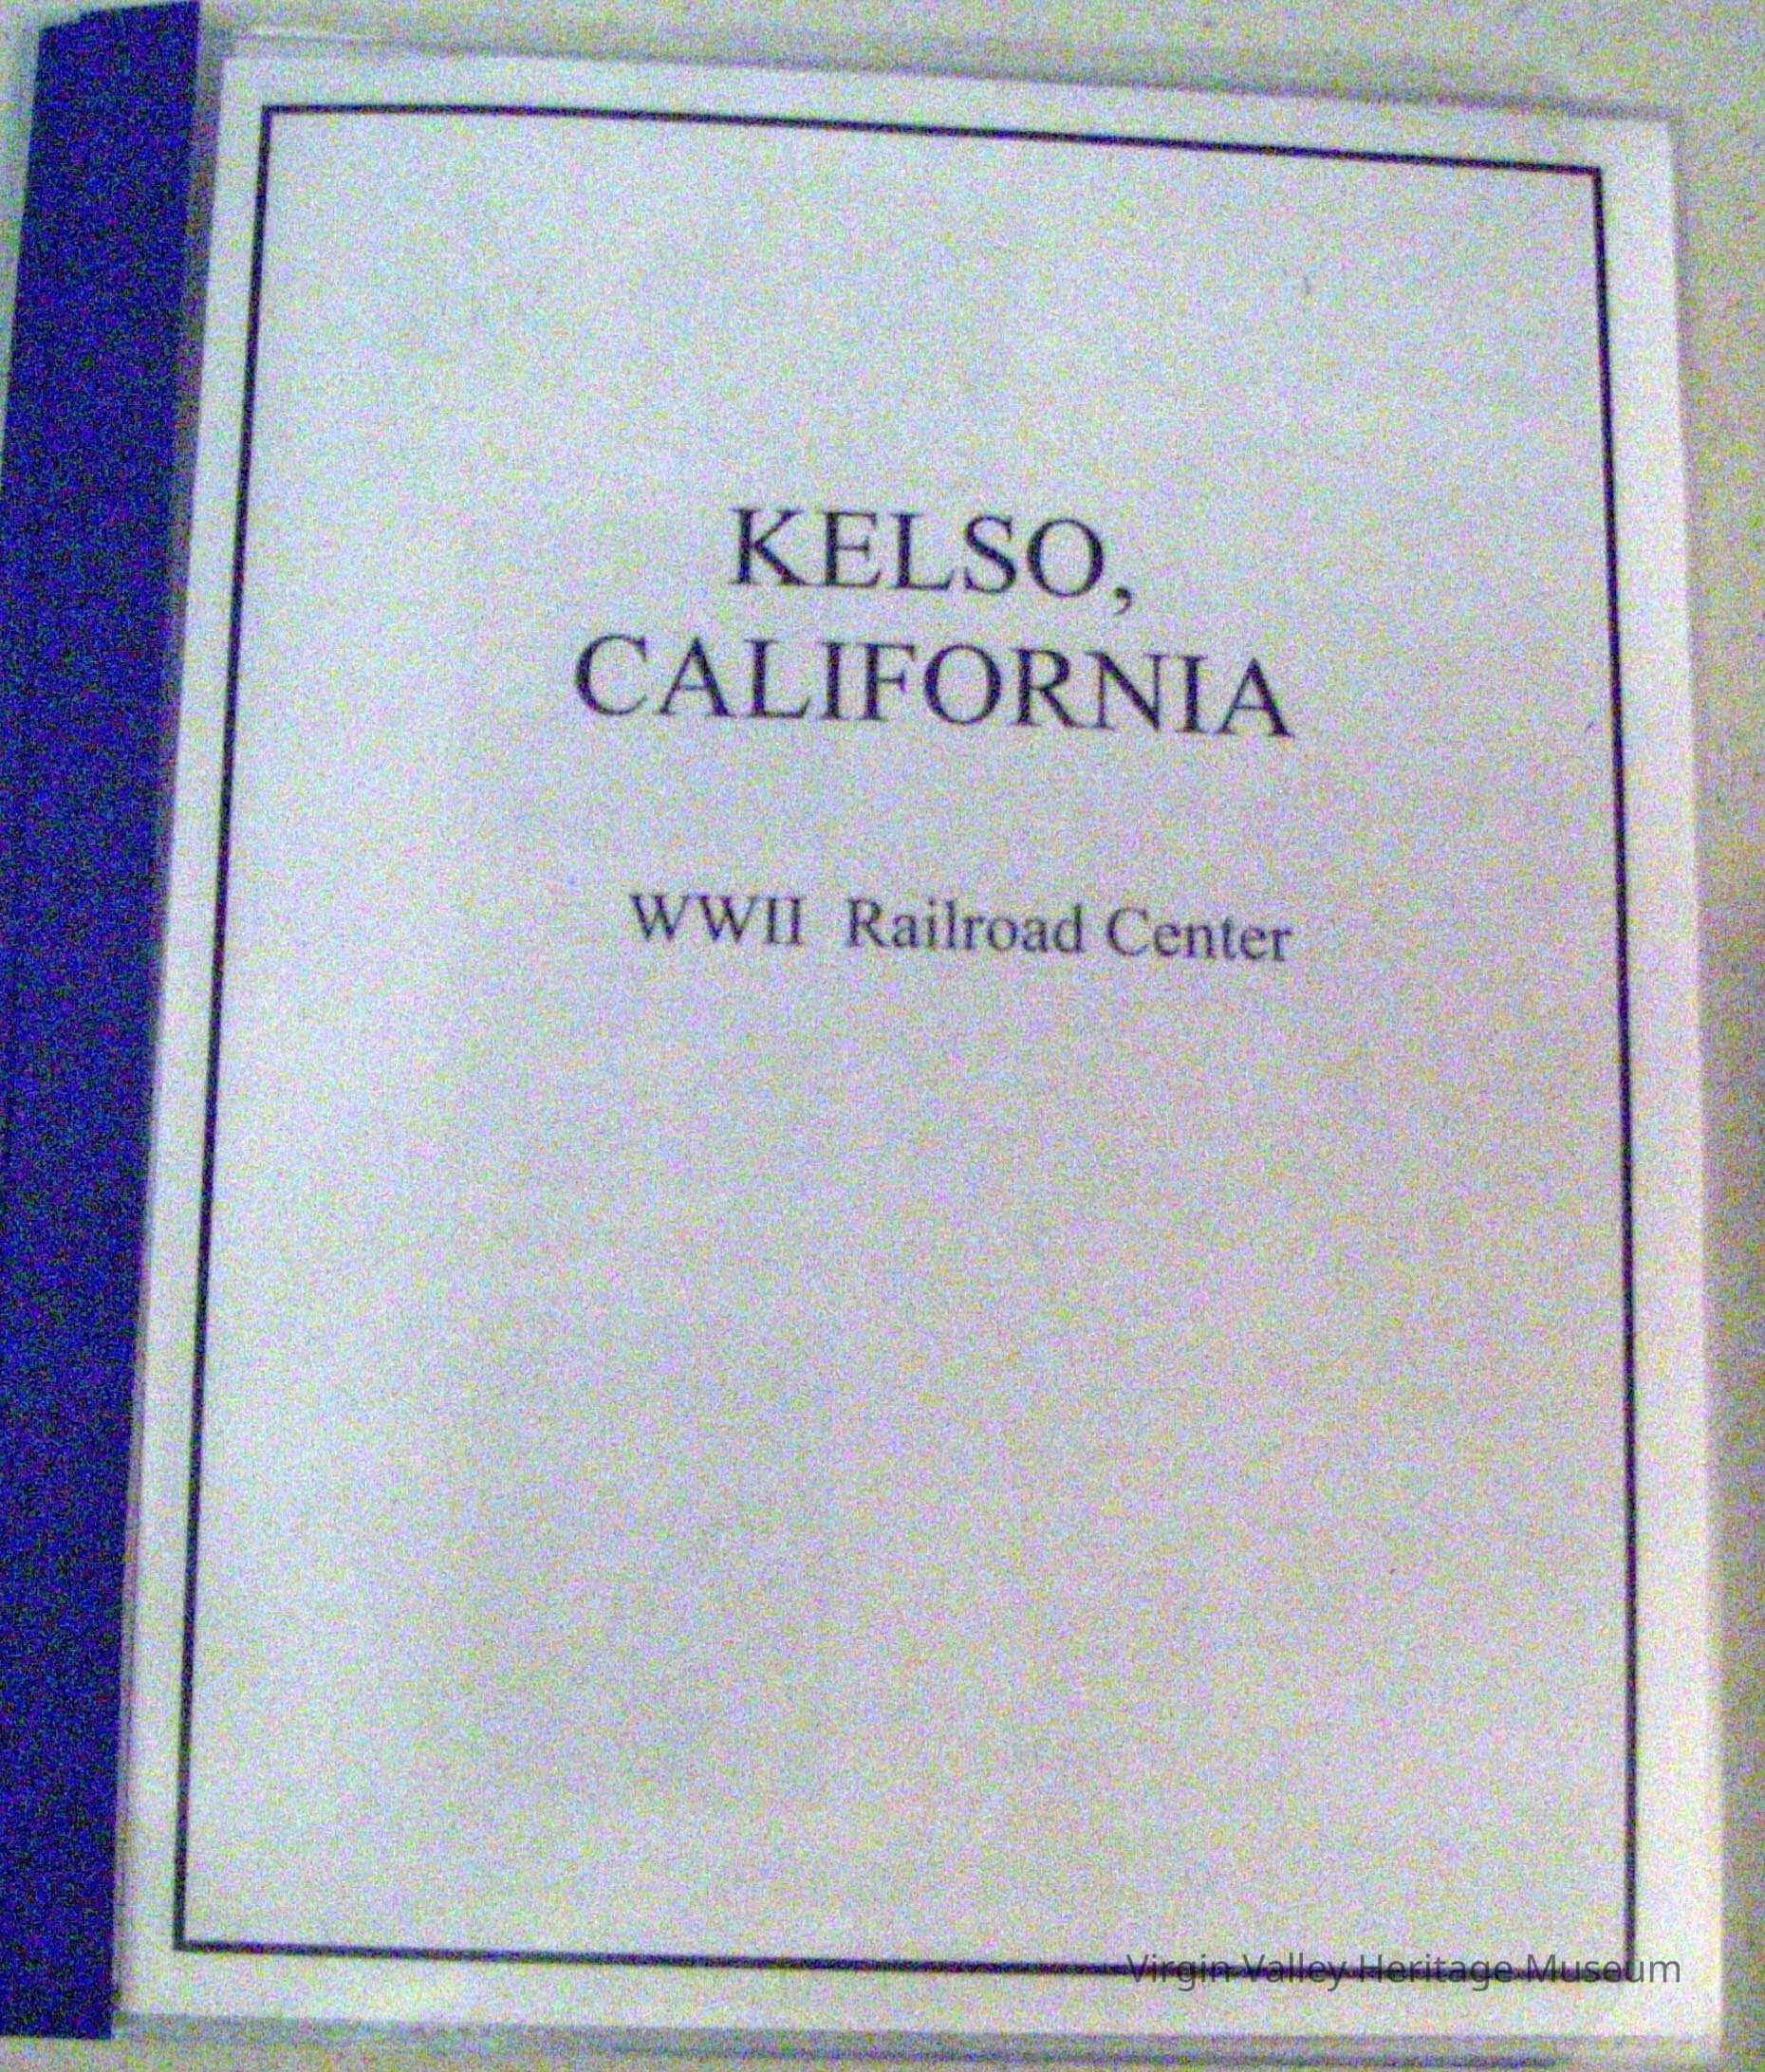 KELSO,
CALIFORNIA
WWII Railroad Center
Virgin Valley Heritage Museum